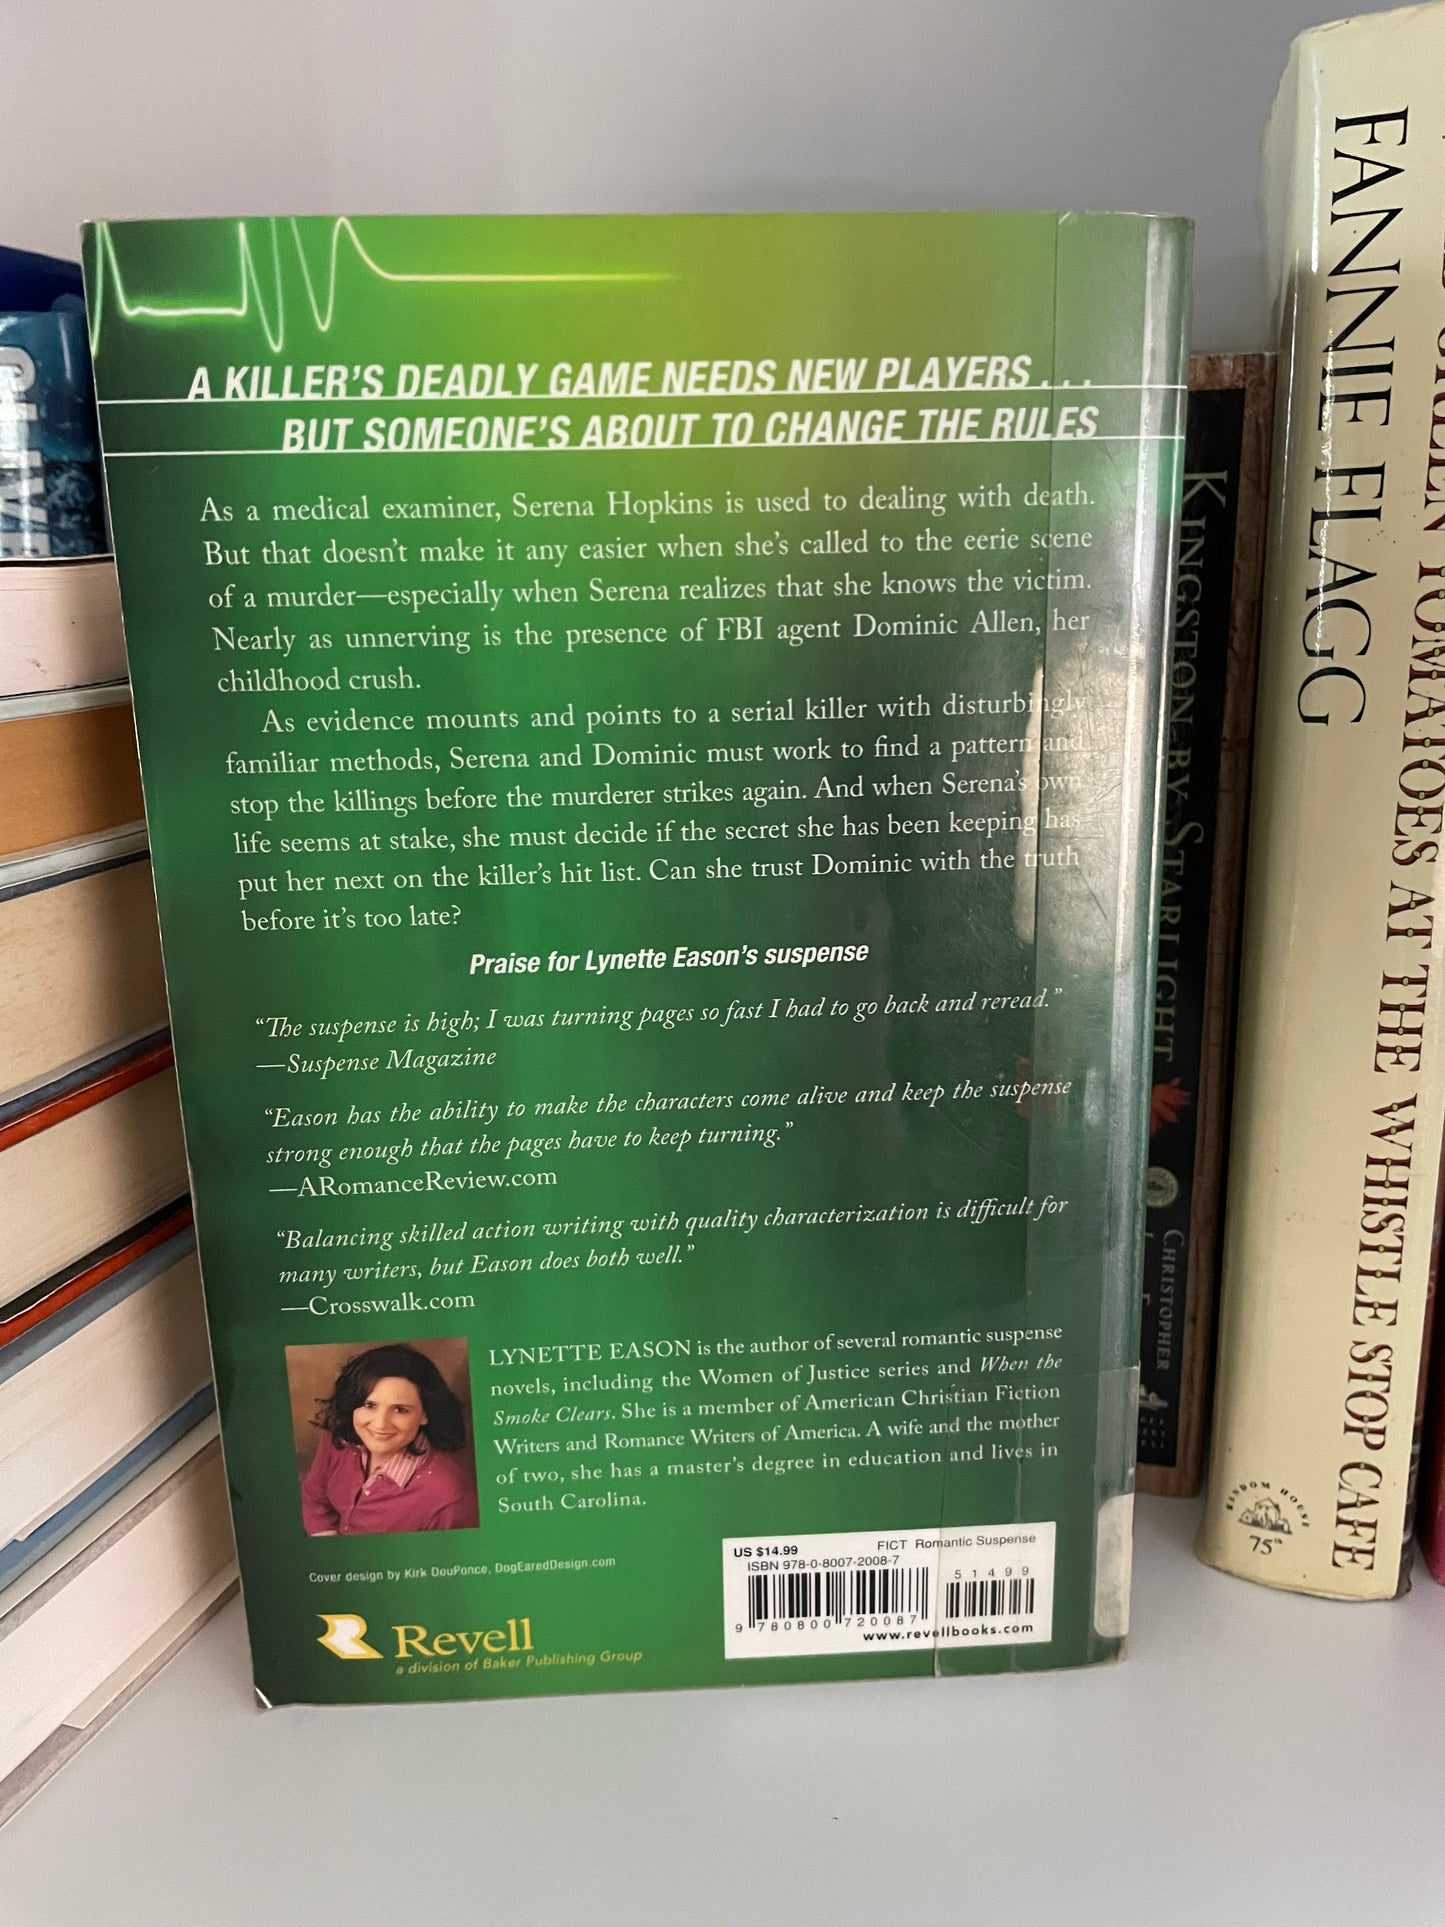 A KILLER'S DEADLY GAME NEEDS NEW PLAYERS . . .
BUT SOMEONE'S ABOUT TO CHANGE THE RULES
As a medical examiner, Serena Hopkins is used to dealing with death.
But that doesn't make it any easier when she's called to the eerie scene
of a murder—especially when Serena realizes that she knows the victim.
Nearly as unnerving is the presence of FBI agent Dominic Allen, her
childhood crush.
As evidence mounts and points to a serial killer with disturbingly
familiar methods, Serena and Dominic must work to find a pattern and
stop the killings before the murderer strikes again. And when Serena's own
life seems at stake, she must decide if the secret she has been keeping has
put her next on the killer's hit list. Can she trust Dominic with the truth
before it's too late?
Praise for Lynette Eason's suspense
"The suspense is high; I was turning pages so fast I had to go back and reread."
—Suspense Magazine
"Eason has the ability to make the characters come alive and keep the suspense
strong enough that the pages have to keep turning."
—ARomanceReview.com
"Balancing skilled action writing with quality characterization is difficult for
many writers, but Eason does both well."
—Crosswalk.com
LYNETTE EASON is the author of several romantic suspense
novels, including the Women of Justice series and When the
Smoke Clears. She is a member of American Christian Fiction
Writers and Romance Writers of America. A wife and the mother
of two, she has a master's degree in education and lives in
South Carolina.
Cover design by Kirk DouPonce, DogEaredDesign.com
Revell
a division of Baker Publishing Group
US $14.99
FICT Romantic Suspense
ISBN 978-0-8007-2008-7
5 1 4 9 9
9 780800 720087
www.revellbooks.com
KINGSTON BY STARLIGHT
CHRISTOPHER
FANNIE FLAGG
TOMATOES AT THE WHISTLE STOP CAFE
RANDOM HOUSE
75th